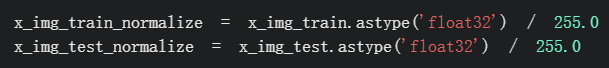 x_img_train_normalize = x_img_train.astype('float32') / 255.0
x_img_test_normalize = x_img_test.astype('float32') / 255.0